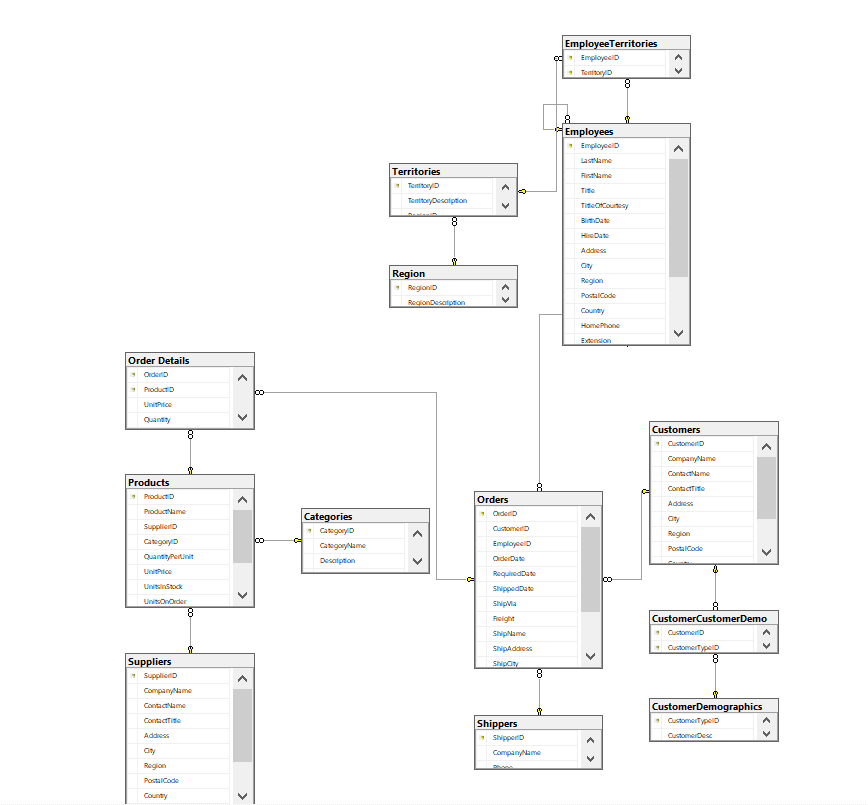 EmployeeTerritories
EmployeeID
TerritoryID
Employees
EmployeeID
LastName
FirstName
Title
TitleOfCourtesy
BirthDate
HireDate
Address
City
Region
PostalCode
Country
HomePhone
Extension
Territories
TerritoryID
TerritoryDescription
RegionID
Region
RegionID
RegionDescription
Order Details
OrderID
ProductID
UnitPrice
Quantity
Products
ProductID
ProductName
SupplierID
CategoryID
QuantityPerUnit
UnitPrice
UnitsInStock
UnitsOnOrder
Categories
CategoryID
CategoryName
Description
Suppliers
SupplierID
CompanyName
ContactName
ContactTitle
Address
City
Region
PostalCode
Country
Orders
OrderID
CustomerID
EmployeeID
OrderDate
RequiredDate
ShippedDate
ShipVia
Freight
ShipName
ShipAddress
ShipCity
Shippers
ShipperID
CompanyName
Phone
Customers
CustomerID
CompanyName
ContactName
ContactTitle
Address
City
Region
PostalCode
Country
CustomerCustomerDemo
CustomerID
CustomerTypeID
CustomerDemographics
CustomerTypeID
CustomerDesc